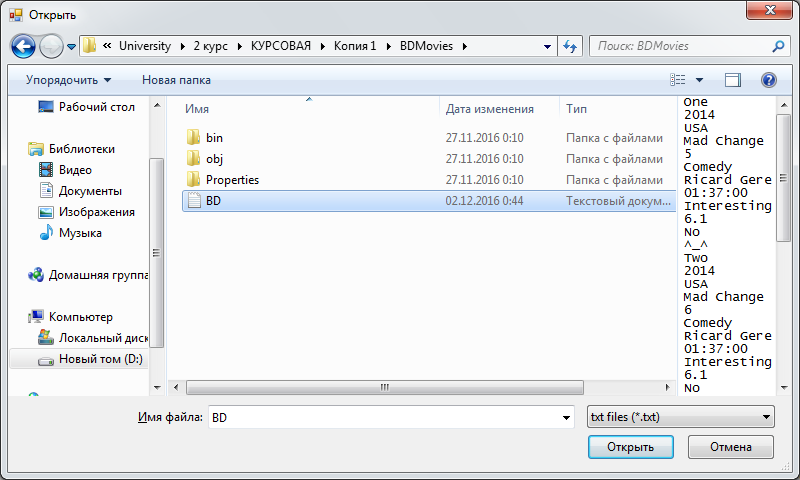 Открыть
« University ▸ 2 курс ▸ КУРСОВАЯ ▸ Копия 1 ▸ BDMovies ▸
Поиск: BDMovies
Упорядочить
Новая папка
Рабочий стол
Библиотеки
Видео
Документы
Изображения
Музыка
Домашняя группа
Компьютер
Локальный диск
Новый том (D:)
Имя Дата изменения Тип
bin 27.11.2016 0:10 Папка с файлами
obj 27.11.2016 0:10 Папка с файлами
Properties 27.11.2016 0:10 Папка с файлами
BD 02.12.2016 0:44 Текстовый докум...
One
2014
USA
Mad Change
5
Comedy
Ricard Gere
01:37:00
Interesting
6.1
No
^_^
Two
2014
USA
Mad Change
6
Comedy
Ricard Gere
01:37:00
Interesting
6.1
No
Имя файла: BD
txt files (*.txt)
Открыть
Отмена